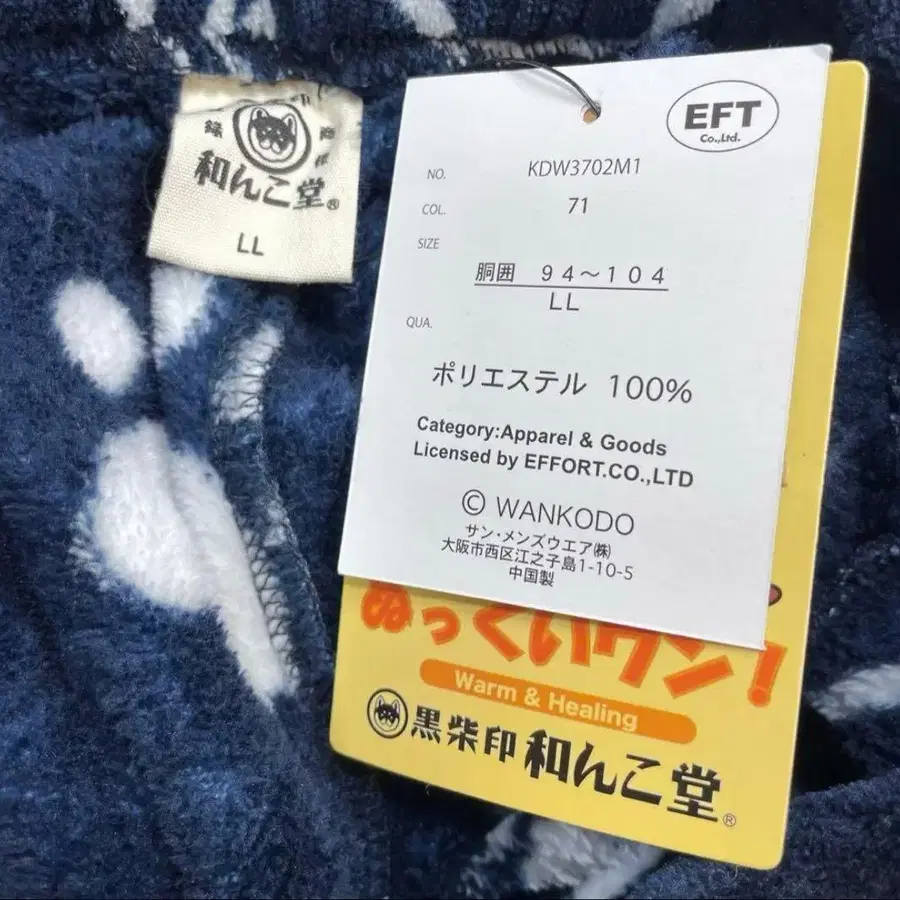 録 商
和んこ堂®
LL
EFT
Co.,Ltd.
NO. KDW3702M1
COL. 71
SIZE
胴囲 94～104
LL
QUA.
ポリエステル 100%
Category:Apparel & Goods
Licensed by EFFORT.CO.,LTD
© WANKODO
サン・メンズウエア㈱
大阪市西区江之子島1-10-5
中国製
ぬっくいワン!
Warm & Healing
黒柴印 和んこ堂®